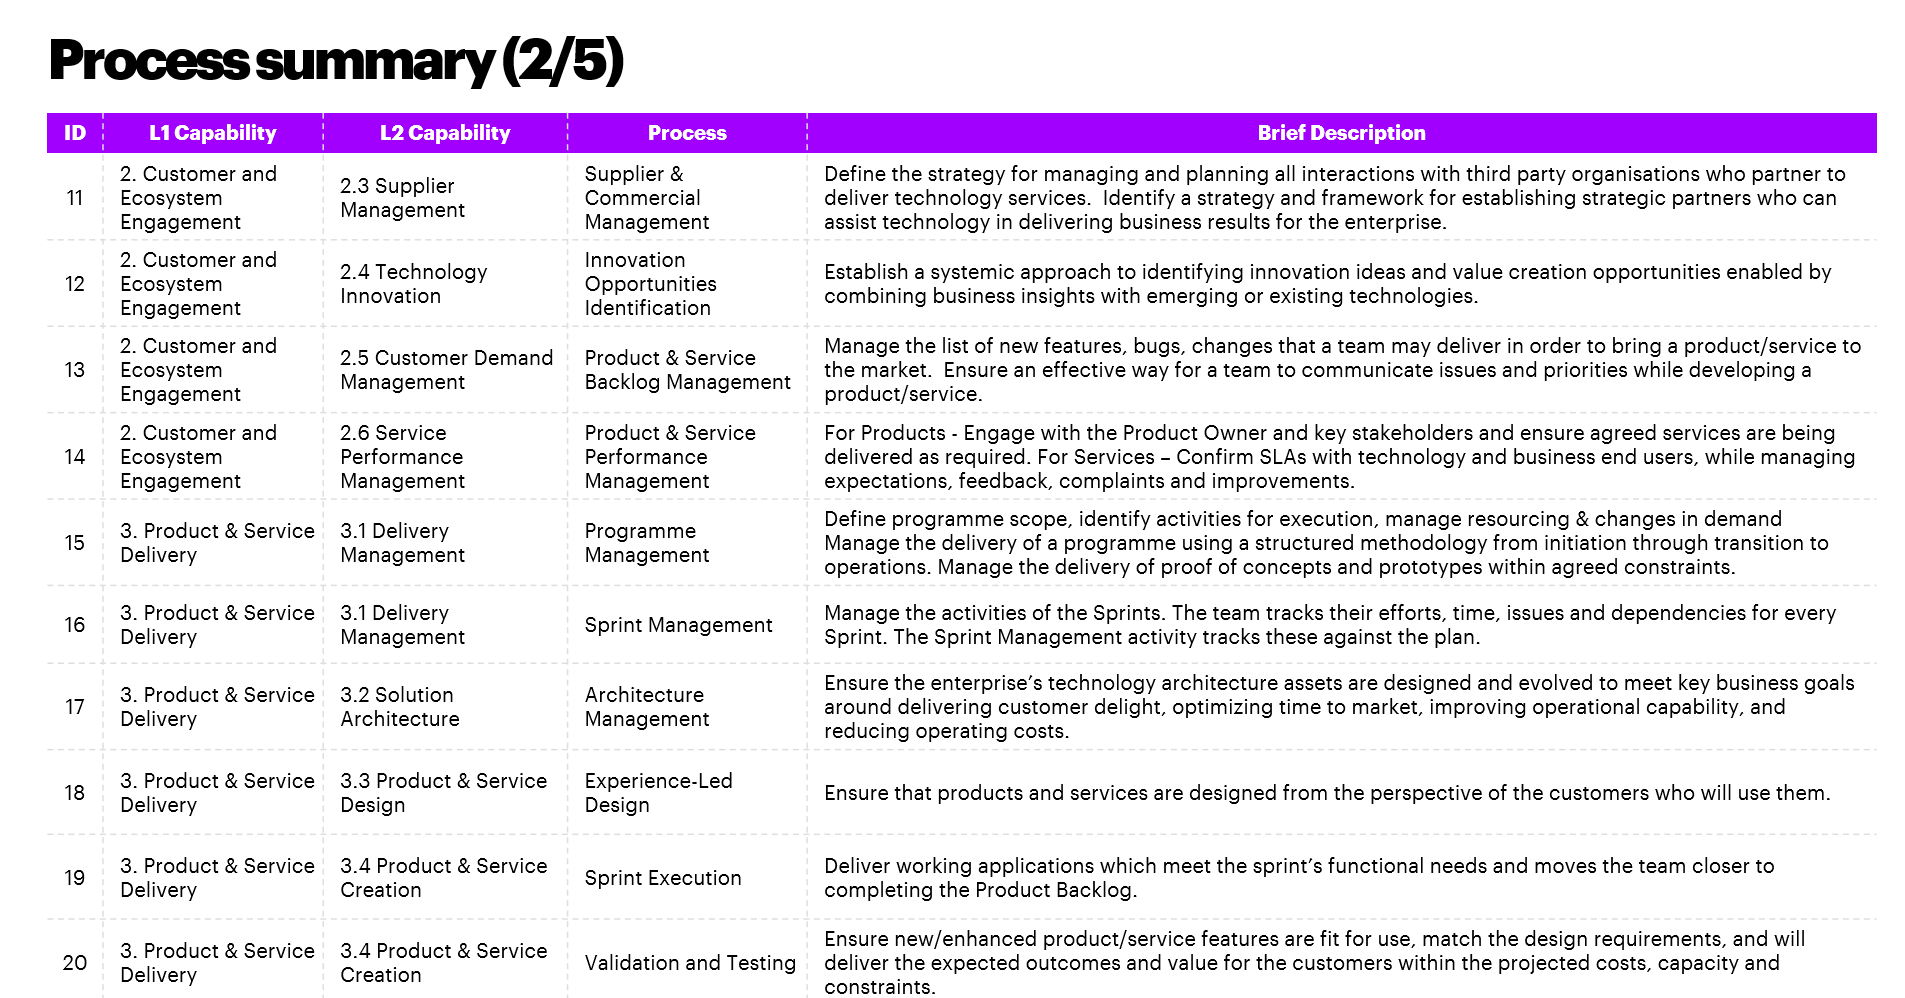 Process summary (2/5)
ID L1 Capability L2 Capability Process Brief Description
11
2. Customer and
Ecosystem
Engagement
2.3 Supplier
Management
Supplier &
Commercial
Management
Define the strategy for managing and planning all interactions with third party organisations who partner to
deliver technology services.  Identify a strategy and framework for establishing strategic partners who can
assist technology in delivering business results for the enterprise.
12
2. Customer and
Ecosystem
Engagement
2.4 Technology
Innovation
Innovation
Opportunities
Identification
Establish a systemic approach to identifying innovation ideas and value creation opportunities enabled by
combining business insights with emerging or existing technologies.
13
2. Customer and
Ecosystem
Engagement
2.5 Customer Demand
Management
Product & Service
Backlog Management
Manage the list of new features, bugs, changes that a team may deliver in order to bring a product/service to
the market.  Ensure an effective way for a team to communicate issues and priorities while developing a
product/service.
14
2. Customer and
Ecosystem
Engagement
2.6 Service
Performance
Management
Product & Service
Performance
Management
For Products - Engage with the Product Owner and key stakeholders and ensure agreed services are being
delivered as required. For Services – Confirm SLAs with technology and business end users, while managing
expectations, feedback, complaints and improvements.
15
3. Product & Service
Delivery
3.1 Delivery
Management
Programme
Management
Define programme scope, identify activities for execution, manage resourcing & changes in demand
Manage the delivery of a programme using a structured methodology from initiation through transition to
operations. Manage the delivery of proof of concepts and prototypes within agreed constraints.
16
3. Product & Service
Delivery
3.1 Delivery
Management
Sprint Management
Manage the activities of the Sprints. The team tracks their efforts, time, issues and dependencies for every
Sprint. The Sprint Management activity tracks these against the plan.
17
3. Product & Service
Delivery
3.2 Solution
Architecture
Architecture
Management
Ensure the enterprise’s technology architecture assets are designed and evolved to meet key business goals
around delivering customer delight, optimizing time to market, improving operational capability, and
reducing operating costs.
18
3. Product & Service
Delivery
3.3 Product & Service
Design
Experience-Led
Design
Ensure that products and services are designed from the perspective of the customers who will use them.
19
3. Product & Service
Delivery
3.4 Product & Service
Creation
Sprint Execution
Deliver working applications which meet the sprint’s functional needs and moves the team closer to
completing the Product Backlog.
20
3. Product & Service
Delivery
3.4 Product & Service
Creation
Validation and Testing
Ensure new/enhanced product/service features are fit for use, match the design requirements, and will
deliver the expected outcomes and value for the customers within the projected costs, capacity and
constraints.